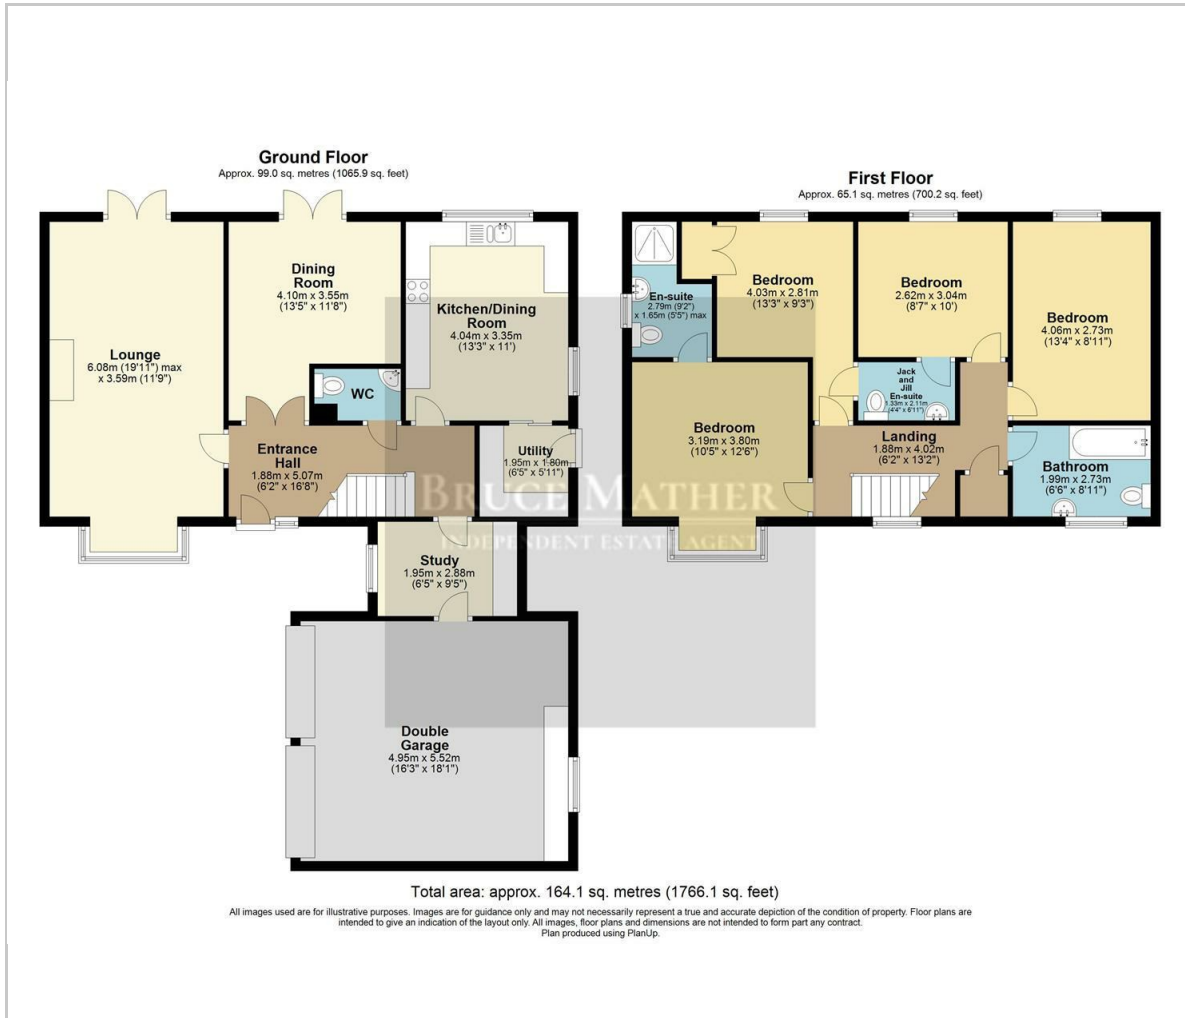 Ground Floor
Approx. 99.0 sq. metres (1065.9 sq. feet)
Lounge
6.08m (19'11") max
x 3.59m (11'9")
Dining
Room
4.10m x 3.55m
(13'5" x 11'8")
Kitchen/Dining
Room
4.04m x 3.35m
(13'3" x 11')
WC
Entrance
Hall
1.88m x 5.07m
(6'2" x 16'8")
Utility
1.95m x 1.80m
(6'5" x 5'11")
Study
1.95m x 2.88m
(6'5" x 9'5")
Double
Garage
4.95m x 5.52m
(16'3" x 18'1")
First Floor
Approx. 65.1 sq. metres (700.2 sq. feet)
En-suite
2.79m (9'2")
x 1.65m (5'5") max
Bedroom
4.03m x 2.81m
(13'3" x 9'3")
Bedroom
2.62m x 3.04m
(8'7" x 10')
Bedroom
4.06m x 2.73m
(13'4" x 8'11")
Jack
and
Jill
En-suite
1.33m x 2.11m
(4'4" x 6'11")
Bedroom
3.19m x 3.80m
(10'5" x 12'6")
Landing
1.88m x 4.02m
(6'2" x 13'2")
Bathroom
1.99m x 2.73m
(6'6" x 8'11")
BRUCE MATHER
INDEPENDENT ESTATE AGENT
Total area: approx. 164.1 sq. metres (1766.1 sq. feet)
All images used are for illustrative purposes. Images are for guidance only and may not necessarily represent a true and accurate depiction of the condition of property. Floor plans are
intended to give an indication of the layout only. All images, floor plans and dimensions are not intended to form part any contract.
Plan produced using PlanUp.